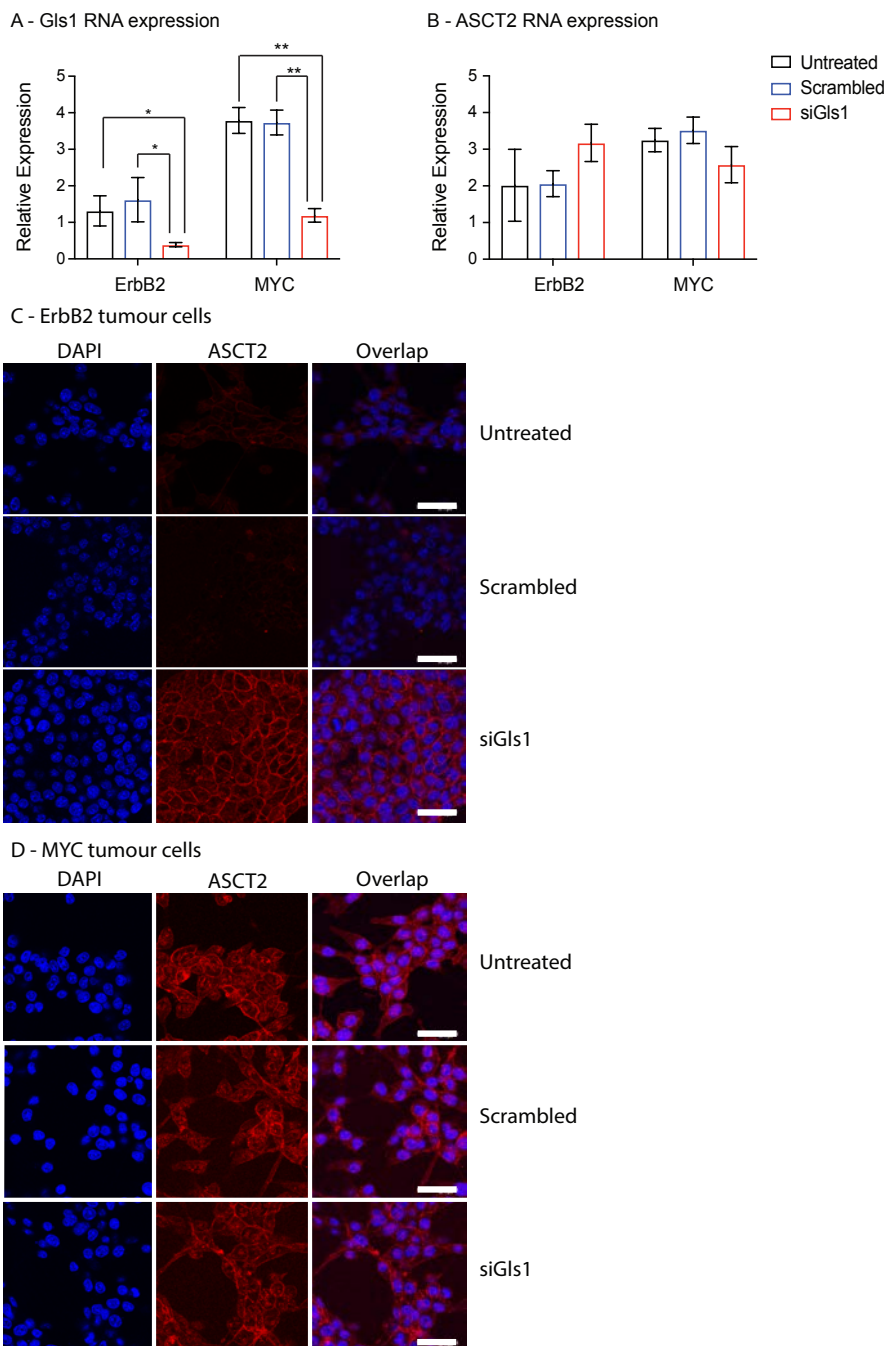 A - Gls1 RNA expression
B - ASCT2 RNA expression
Untreated
Scrambled
siGls1
Relative Expression
5
4
3
2
1
0
**
**
*
*
ErbB2
MYC
Relative Expression
5
4
3
2
1
0
ErbB2
MYC
C - ErbB2 tumour cells
DAPI
ASCT2
Overlap
Untreated
Scrambled
siGls1
D - MYC tumour cells
DAPI
ASCT2
Overlap
Untreated
Scrambled
siGls1